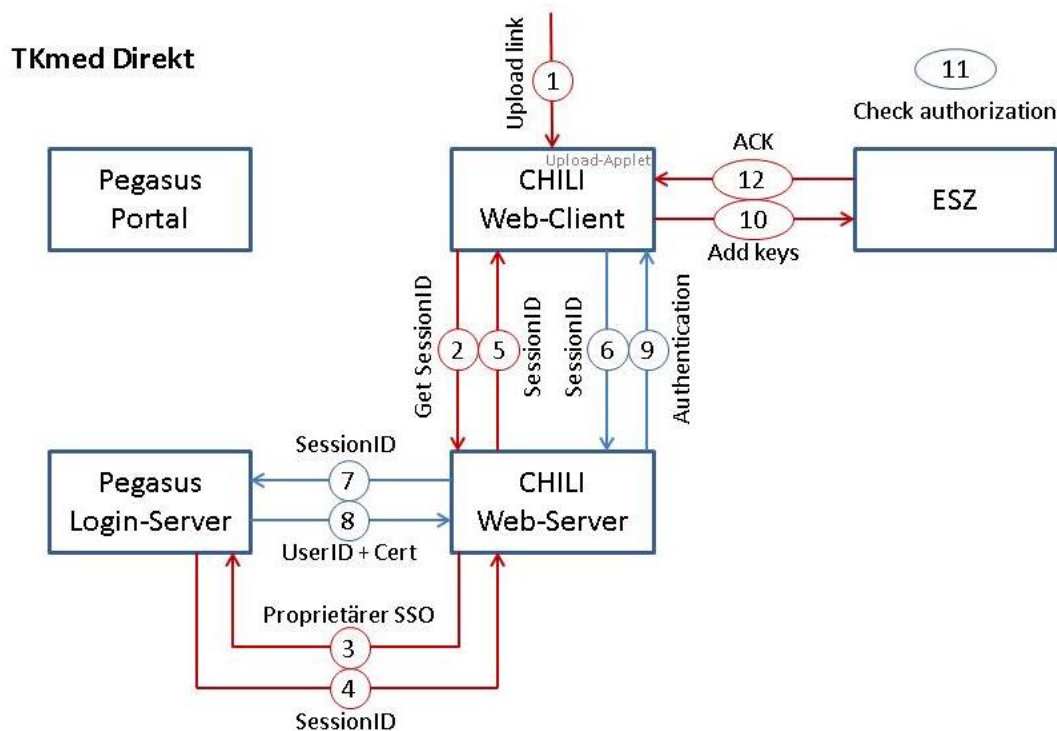 TKmed Direkt
Upload link
1
11
Check authorization
Pegasus
Portal
Upload-Applet
CHILI
Web-Client
ACK
12
10
Add keys
ESZ
Get SessionID
2
5
SessionID
SessionID
6
9
Authentication
SessionID
7
8
UserID + Cert
Pegasus
Login-Server
CHILI
Web-Server
Proprietärer SSO
3
4
SessionID